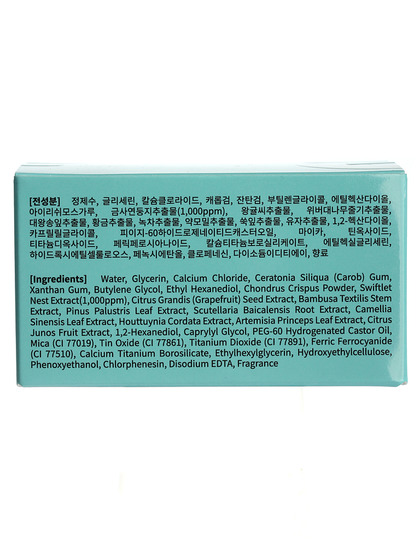 [전성분] 정제수, 글리세린, 칼슘클로라이드, 캐롭검, 잔탄검, 부틸렌글라이콜, 에틸헥산다이올,
아이리쉬모스가루, 금사연둥지추출물(1,000ppm), 왕귤씨추출물, 위버대나무줄기추출물,
대왕송잎추출물, 황금추출물, 녹차추출물, 약모밀추출물, 쑥잎추출물, 유자추출물, 1,2-헥산다이올,
카프릴릴글라이콜, 피이지-60하이드로제네이티드캐스터오일, 마이카, 틴옥사이드,
티타늄디옥사이드, 페릭페로시아나이드, 칼슘티타늄보로실리케이트, 에틸헥실글리세린,
하이드록시에틸셀룰로오스, 페녹시에탄올, 클로페네신, 다이소듐이디티에이, 향료
[Ingredients] Water, Glycerin, Calcium Chloride, Ceratonia Siliqua (Carob) Gum,
Xanthan Gum, Butylene Glycol, Ethyl Hexanediol, Chondrus Crispus Powder, Swiftlet
Nest Extract(1,000ppm), Citrus Grandis (Grapefruit) Seed Extract, Bambusa Textilis Stem
Extract, Pinus Palustris Leaf Extract, Scutellaria Baicalensis Root Extract, Camellia
Sinensis Leaf Extract, Houttuynia Cordata Extract, Artemisia Princeps Leaf Extract, Citrus
Junos Fruit Extract, 1,2-Hexanediol, Caprylyl Glycol, PEG-60 Hydrogenated Castor Oil,
Mica (CI 77019), Tin Oxide (CI 77861), Titanium Dioxide (CI 77891), Ferric Ferrocyanide
(CI 77510), Calcium Titanium Borosilicate, Ethylhexylglycerin, Hydroxyethylcellulose,
Phenoxyethanol, Chlorphenesin, Disodium EDTA, Fragrance